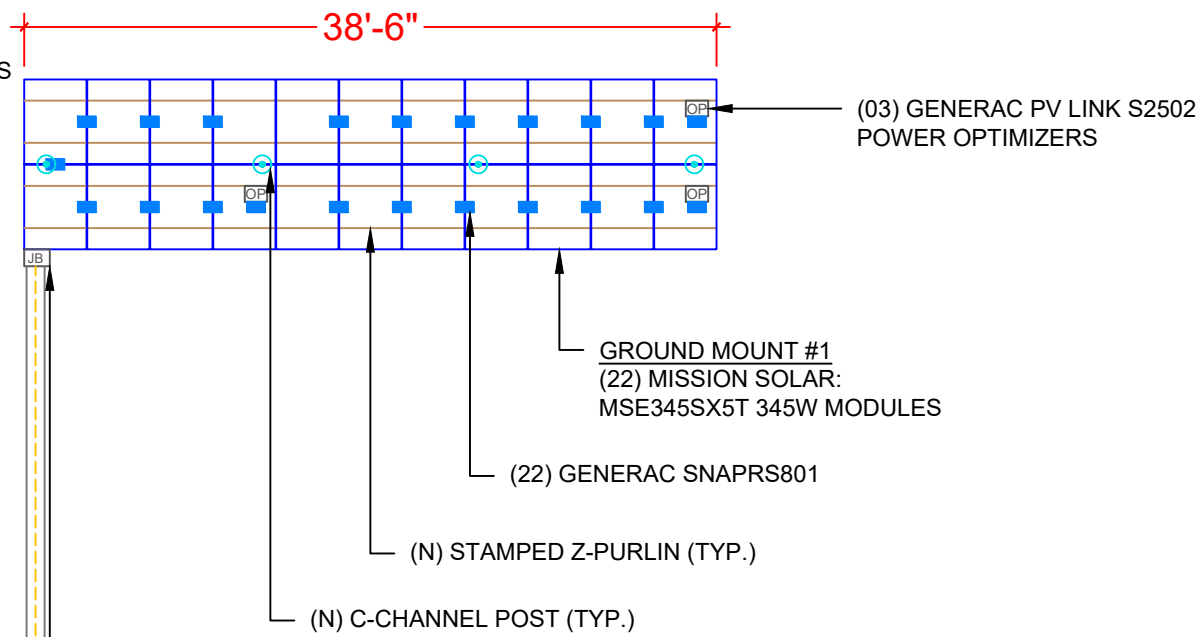 38'-6"
S
OP
(03) GENERAC PV LINK S2502
POWER OPTIMIZERS
OP
OP
JB
GROUND MOUNT #1
(22) MISSION SOLAR:
MSE345SX5T 345W MODULES
(22) GENERAC SNAPRS801
(N) STAMPED Z-PURLIN (TYP.)
(N) C-CHANNEL POST (TYP.)